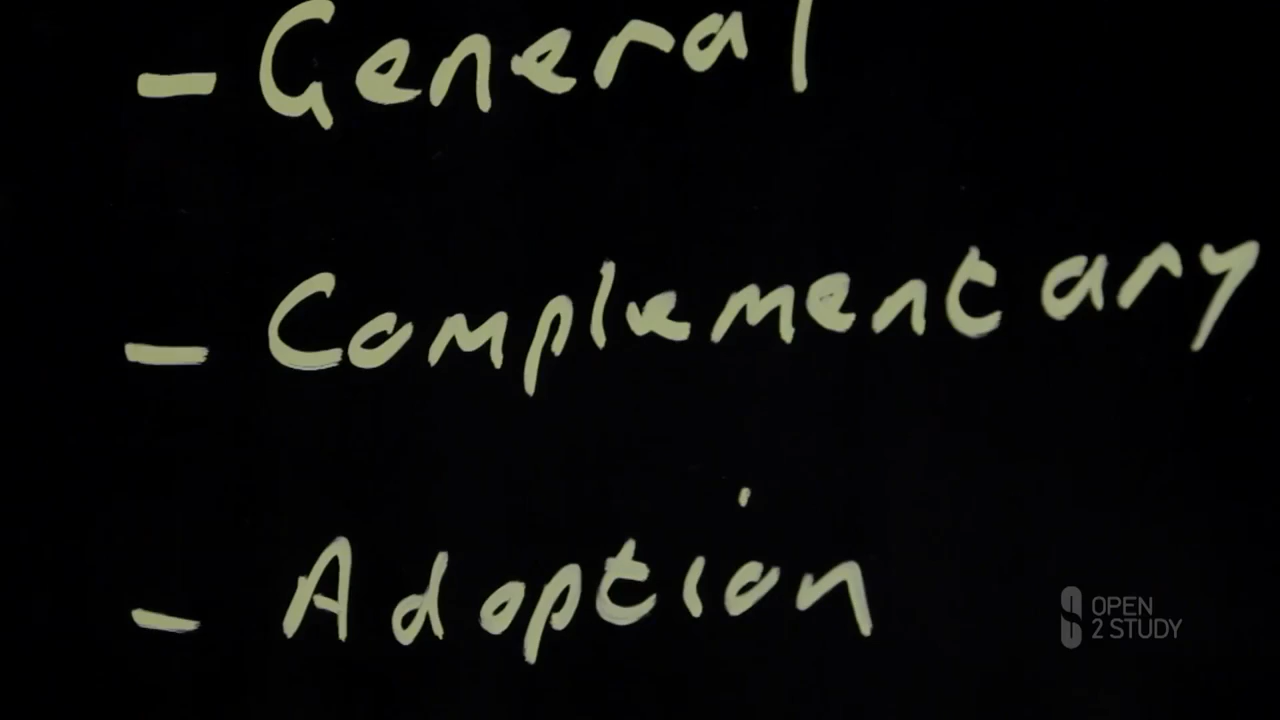 - General
- Complementary
- Adoption
OPEN
2 STUDY